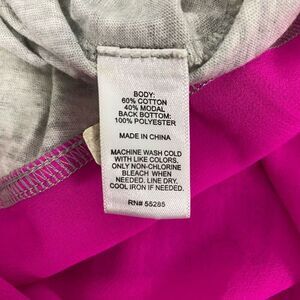 BODY:
60% COTTON
40% MODAL
BACK BOTTOM:
100% POLYESTER
MADE IN CHINA
MACHINE WASH COLD
WITH LIKE COLORS.
ONLY NON-CHLORINE
BLEACH WHEN
NEEDED. LINE DRY.
COOL IRON IF NEEDED.
RN# 55285